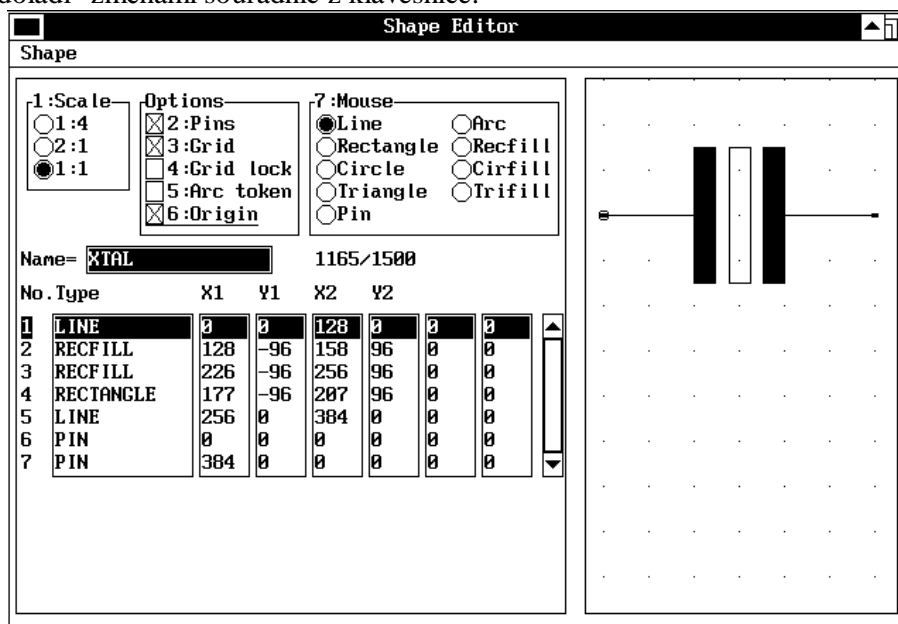 doladí zmenami souřadnic z klávesnice.
Shape Editor
Shape
1:Scale
1:4
2:1
1:1
Options
2:Pins
3:Grid
4:Grid lock
5:Arc token
6:Origin
7:Mouse
Line Arc
Rectangle Recfill
Circle Cirfill
Triangle Trifill
Pin
Name= XTAL 1165/1500
No.Type X1 Y1 X2 Y2
1 LINE 0 0 128 0 0 0
2 RECFILL 128 -96 158 96 0 0
3 RECFILL 226 -96 256 96 0 0
4 RECTANGLE 177 -96 207 96 0 0
5 LINE 256 0 384 0 0 0
6 PIN 0 0 0 0 0 0
7 PIN 384 0 0 0 0 0